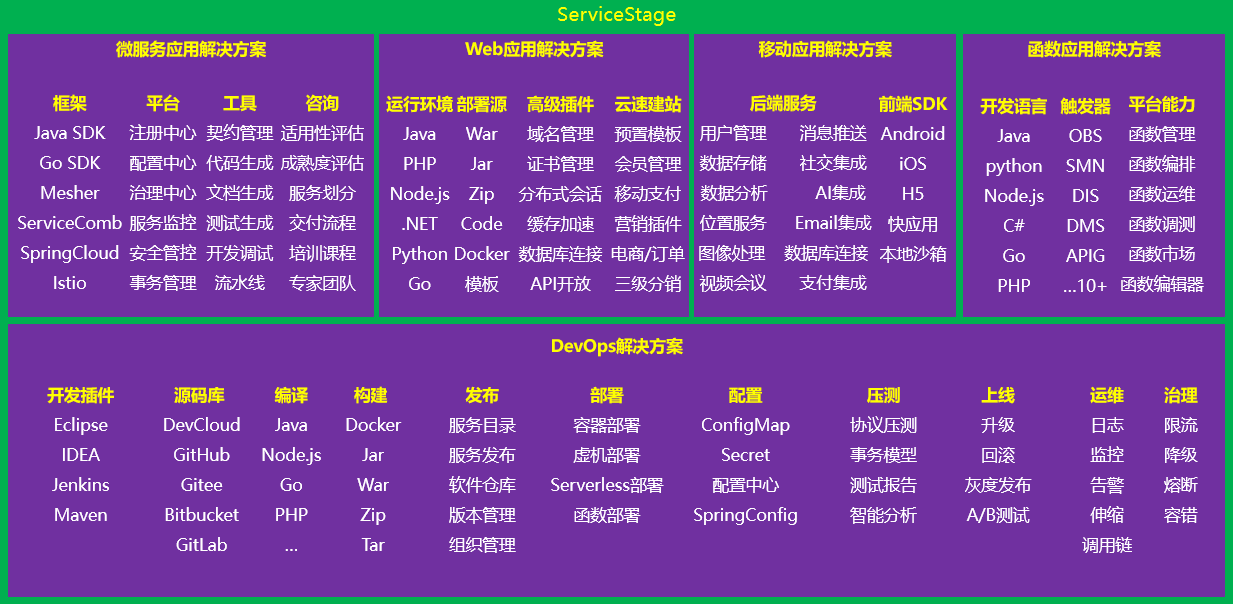 ServiceStage
微服务应用解决方案
框架 平台 工具 咨询
Java SDK 注册中心 契约管理 适用性评估
Go SDK 配置中心 代码生成 成熟度评估
Mesher 治理中心 文档生成 服务划分
ServiceComb 服务监控 测试生成 交付流程
SpringCloud 安全管控 开发调试 培训课程
Istio 事务管理 流水线 专家团队
Web应用解决方案
运行环境 部署源 高级插件 云速建站
Java War 域名管理 预置模板
PHP Jar 证书管理 会员管理
Node.js Zip 分布式会话 移动支付
.NET Code 缓存加速 营销插件
Python Docker 数据库连接 电商/订单
Go 模板 API开放 三级分销
移动应用解决方案
后端服务 前端SDK
用户管理 消息推送 Android
数据存储 社交集成 iOS
数据分析 AI集成 H5
位置服务 Email集成 快应用
图像处理 数据库连接 本地沙箱
视频会议 支付集成
函数应用解决方案
开发语言 触发器 平台能力
Java OBS 函数管理
python SMN 函数编排
Node.js DIS 函数运维
C# DMS 函数调测
Go APIG 函数市场
PHP ...10+ 函数编辑器
DevOps解决方案
开发插件 源码库 编译 构建 发布 部署 配置 压测 上线 运维 治理
Eclipse DevCloud Java Docker 服务目录 容器部署 ConfigMap 协议压测 升级 日志 限流
IDEA GitHub Node.js Jar 服务发布 虚机部署 Secret 事务模型 回滚 监控 降级
Jenkins Gitee Go War 软件仓库 Serverless部署 配置中心 测试报告 灰度发布 告警 熔断
Maven Bitbucket PHP Zip 版本管理 函数部署 SpringConfig 智能分析 A/B测试 伸缩 容错
GitLab ... Tar 组织管理 调用链